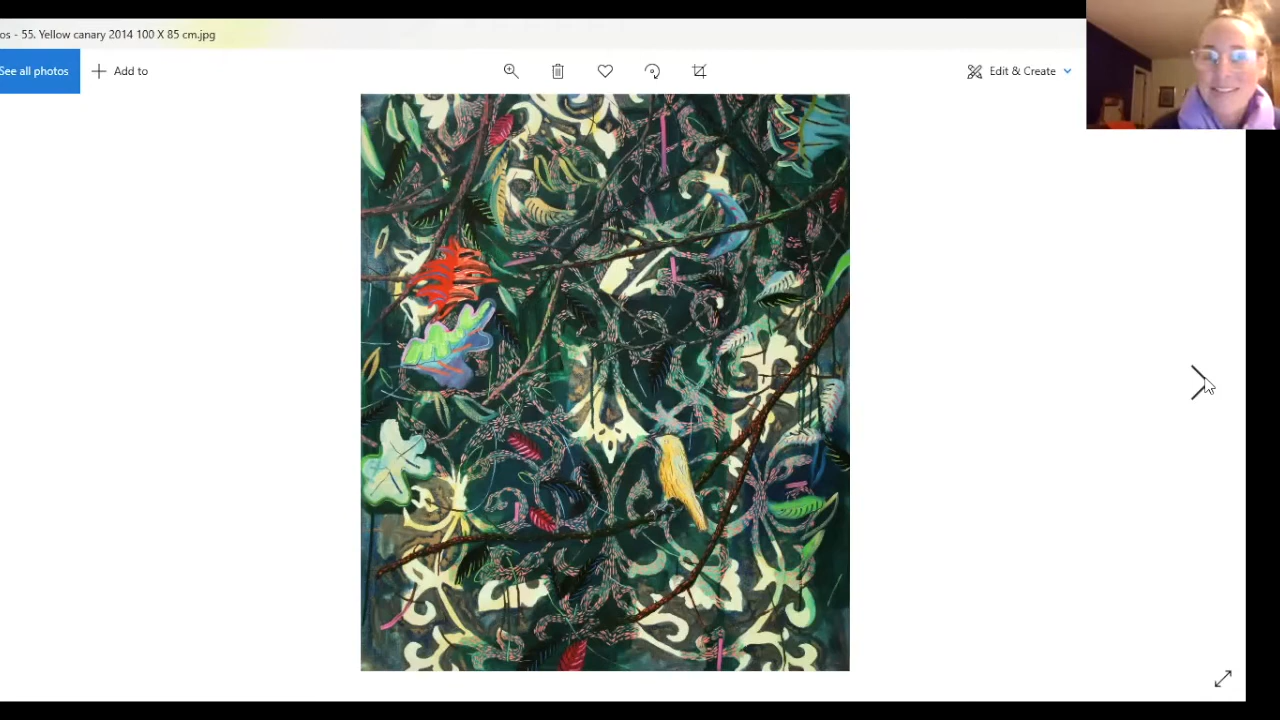 os - 55. Yellow canary 2014 100 X 85 cm.jpg
See all photos
Add to
Edit & Create